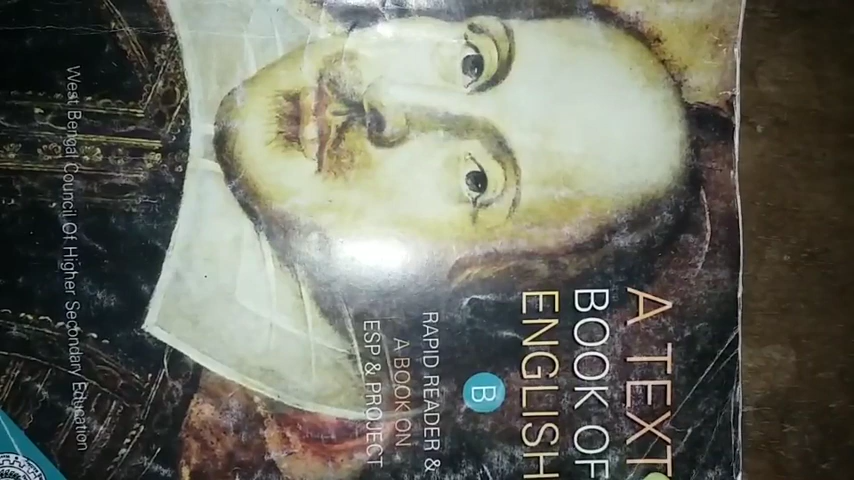 A TEXT
BOOK OF
ENGLISH
B
RAPID READER &
A BOOK ON
ESP & PROJECT
West Bengal Council Of Higher Secondary Education